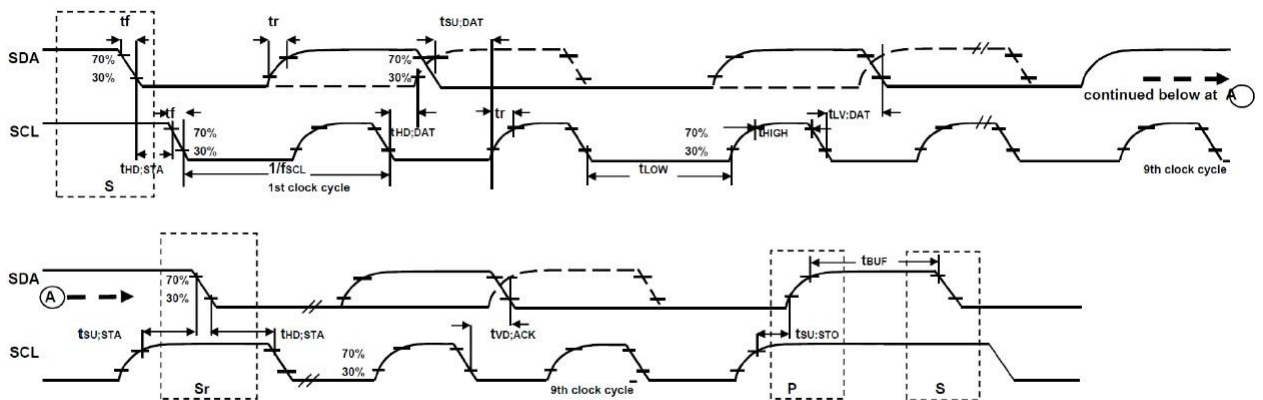 tf tr tSU;DAT
SDA 70% 30% 70% 30%
continued below at A
tf tHD;DAT tr tLV;DAT
SCL 70% 30% 70% 30% tHIGH
tHD;STA 1/fSCL tLOW
S 1st clock cycle 9th clock cycle
tBUF
SDA 70% 30%
A
tSU;STA tHD;STA tVD;ACK tSU;STO
SCL 70% 30%
Sr 9th clock cycle P S